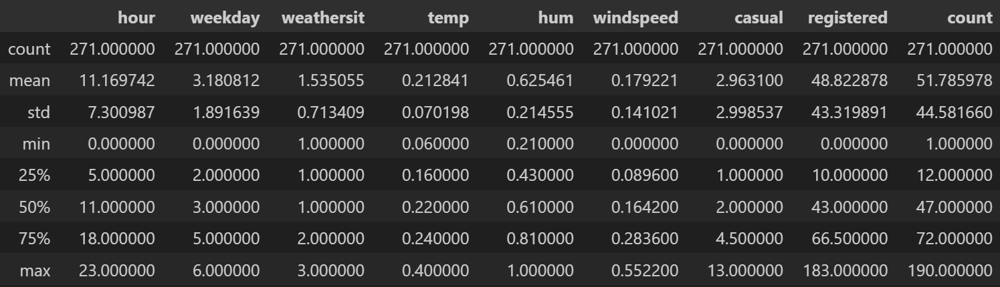 hour weekday weathersit temp hum windspeed casual registered count
count 271.000000 271.000000 271.000000 271.000000 271.000000 271.000000 271.000000 271.000000 271.000000
mean 11.169742 3.180812 1.535055 0.212841 0.625461 0.179221 2.963100 48.822878 51.785978
std 7.300987 1.891639 0.713409 0.070198 0.214555 0.141021 2.998537 43.319891 44.581660
min 0.000000 0.000000 1.000000 0.060000 0.210000 0.000000 0.000000 0.000000 1.000000
25% 5.000000 2.000000 1.000000 0.160000 0.430000 0.089600 1.000000 10.000000 12.000000
50% 11.000000 3.000000 1.000000 0.220000 0.610000 0.164200 2.000000 43.000000 47.000000
75% 18.000000 5.000000 2.000000 0.240000 0.810000 0.283600 4.500000 66.500000 72.000000
max 23.000000 6.000000 3.000000 0.400000 1.000000 0.552200 13.000000 183.000000 190.000000